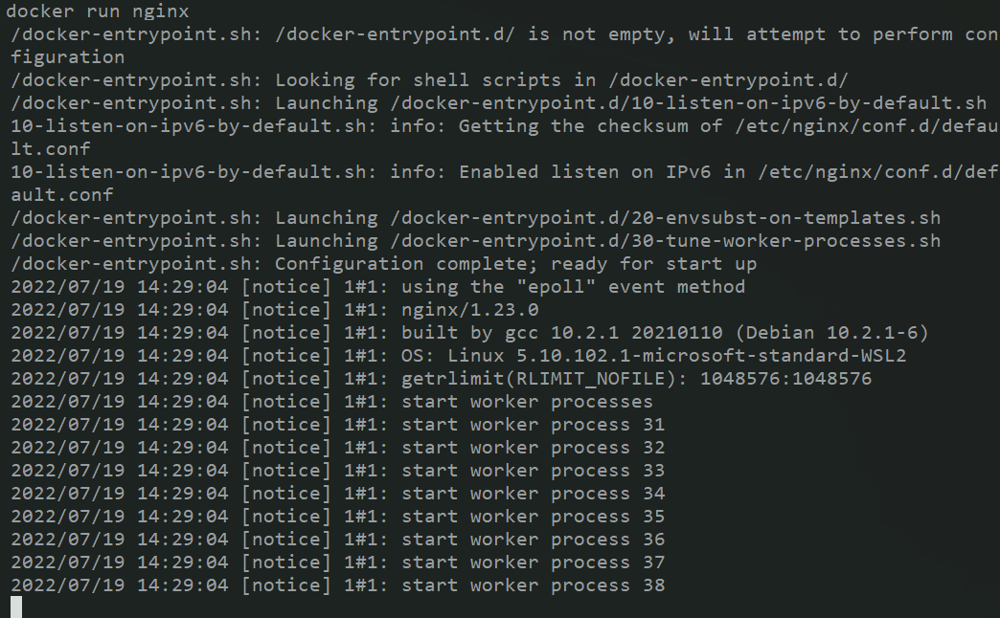 docker run nginx
/docker-entrypoint.sh: /docker-entrypoint.d/ is not empty, will attempt to perform con
figuration
/docker-entrypoint.sh: Looking for shell scripts in /docker-entrypoint.d/
/docker-entrypoint.sh: Launching /docker-entrypoint.d/10-listen-on-ipv6-by-default.sh
10-listen-on-ipv6-by-default.sh: info: Getting the checksum of /etc/nginx/conf.d/defau
lt.conf
10-listen-on-ipv6-by-default.sh: info: Enabled listen on IPv6 in /etc/nginx/conf.d/def
ault.conf
/docker-entrypoint.sh: Launching /docker-entrypoint.d/20-envsubst-on-templates.sh
/docker-entrypoint.sh: Launching /docker-entrypoint.d/30-tune-worker-processes.sh
/docker-entrypoint.sh: Configuration complete; ready for start up
2022/07/19 14:29:04 [notice] 1#1: using the "epoll" event method
2022/07/19 14:29:04 [notice] 1#1: nginx/1.23.0
2022/07/19 14:29:04 [notice] 1#1: built by gcc 10.2.1 20210110 (Debian 10.2.1-6)
2022/07/19 14:29:04 [notice] 1#1: OS: Linux 5.10.102.1-microsoft-standard-WSL2
2022/07/19 14:29:04 [notice] 1#1: getrlimit(RLIMIT_NOFILE): 1048576:1048576
2022/07/19 14:29:04 [notice] 1#1: start worker processes
2022/07/19 14:29:04 [notice] 1#1: start worker process 31
2022/07/19 14:29:04 [notice] 1#1: start worker process 32
2022/07/19 14:29:04 [notice] 1#1: start worker process 33
2022/07/19 14:29:04 [notice] 1#1: start worker process 34
2022/07/19 14:29:04 [notice] 1#1: start worker process 35
2022/07/19 14:29:04 [notice] 1#1: start worker process 36
2022/07/19 14:29:04 [notice] 1#1: start worker process 37
2022/07/19 14:29:04 [notice] 1#1: start worker process 38